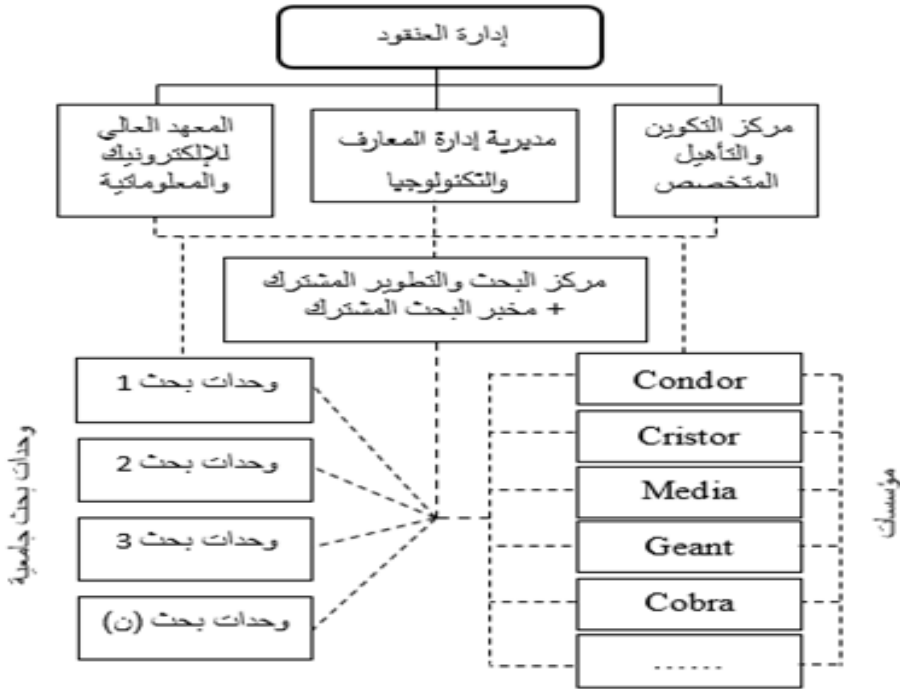 إدارة العنقود
مركز التكوين
والتأهيل
المتخصص
مديرية إدارة المعارف
والتكنولوجيا
المعهد العالي
للإلكترونيك
والمعلوماتية
مركز البحث والتطوير المشترك
+ مخبر البحث المشترك
وحدات بحث 1
وحدات بحث 2
وحدات بحث 3
وحدات بحث (ن)
وحدات بحث جامعية
Condor
Cristor
Media
Geant
Cobra
......
مؤسسات